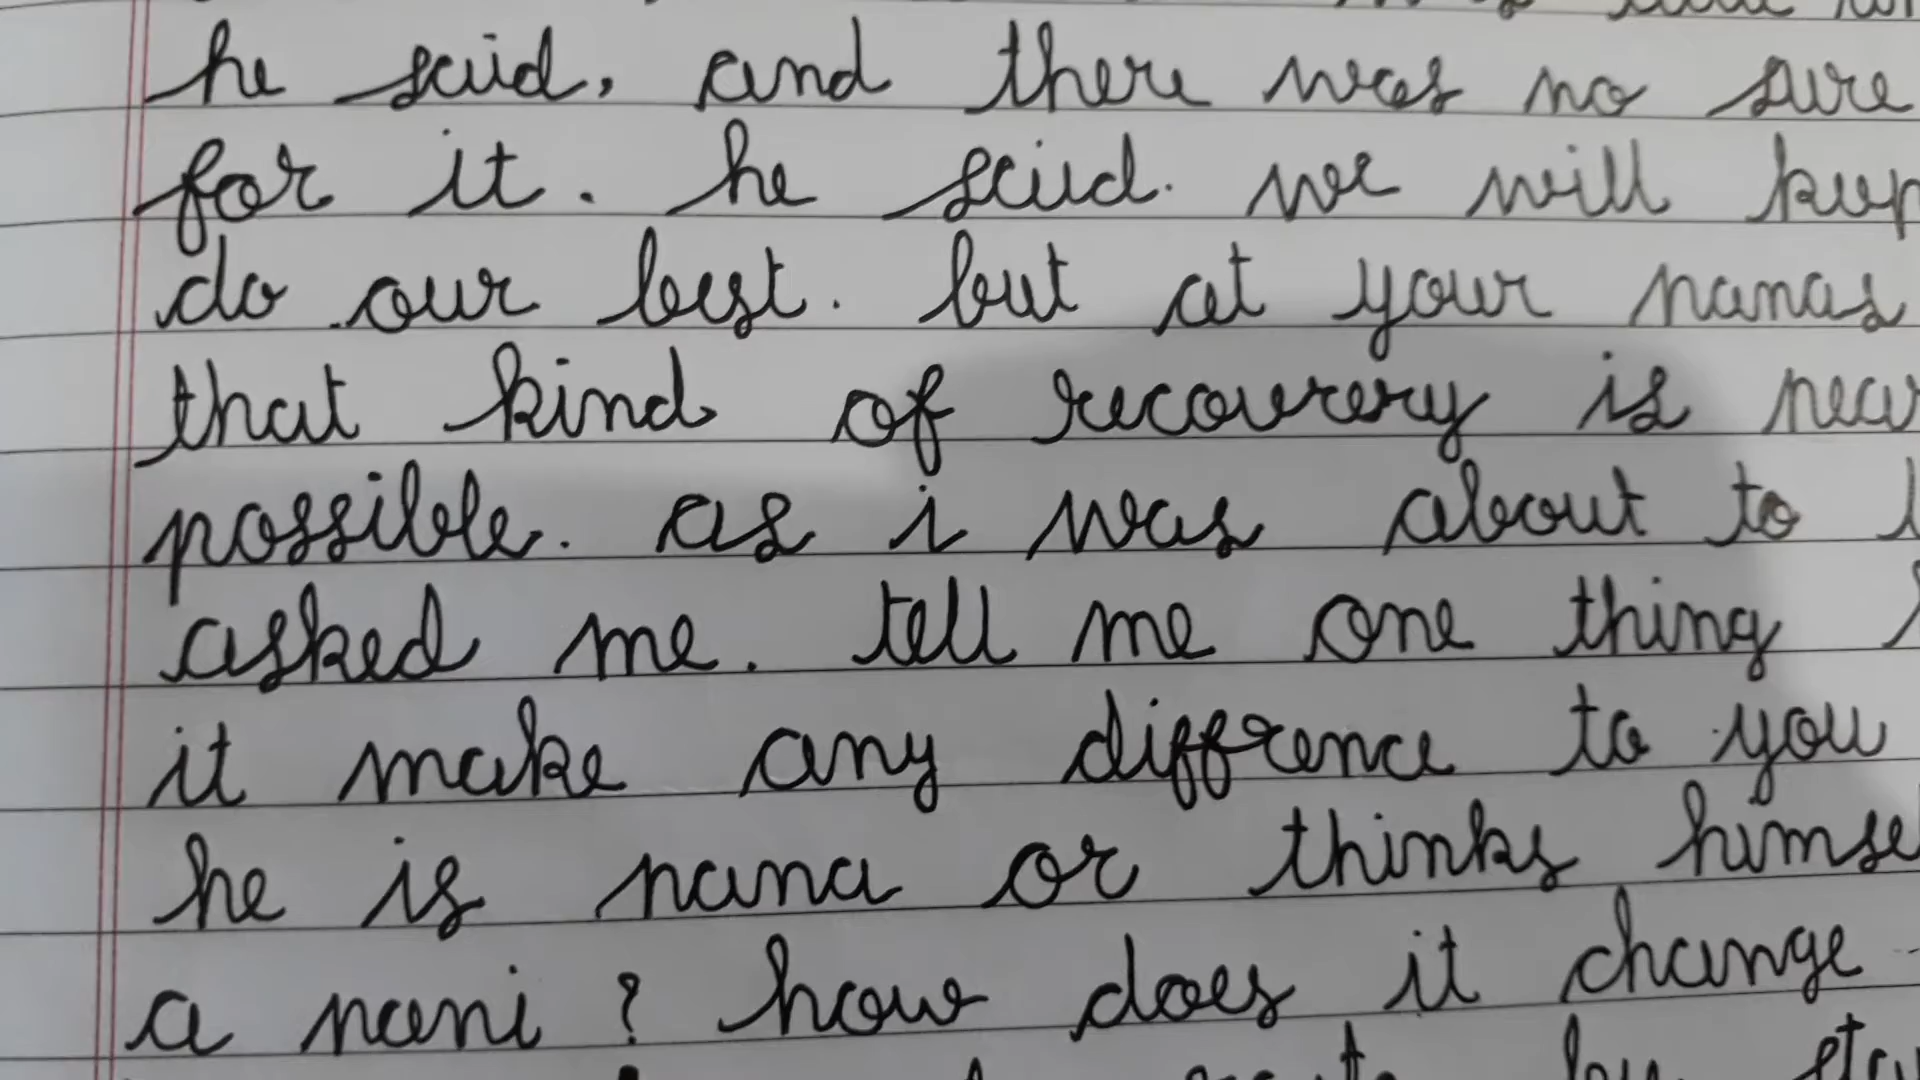 he said, and there was no sure
for it. he said. we will keep
do our best. but at your nanas
that kind of recovery is near
possible. as i was about to
asked me. tell me one thing
it make any diffrence to you
he is nana or thinks himse
a nani? how does it change